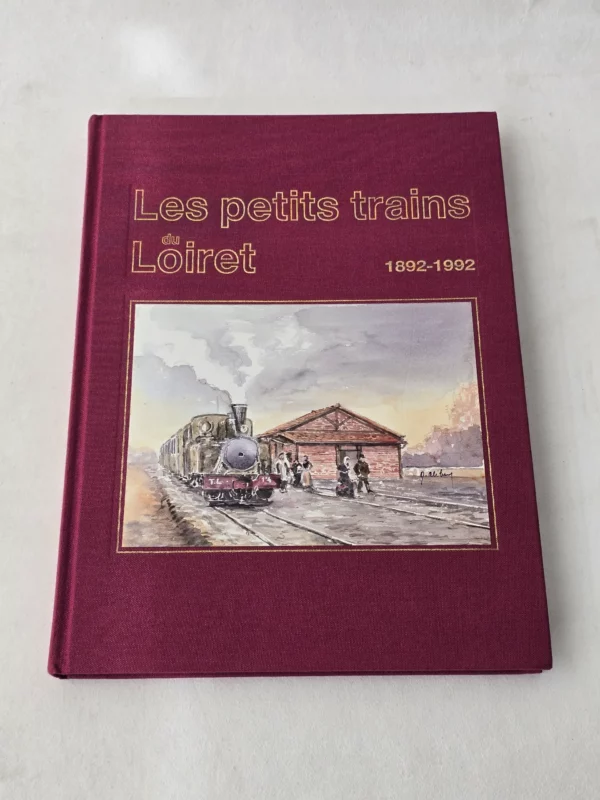 Les petits trains
du
Loiret
1892-1992
T.L